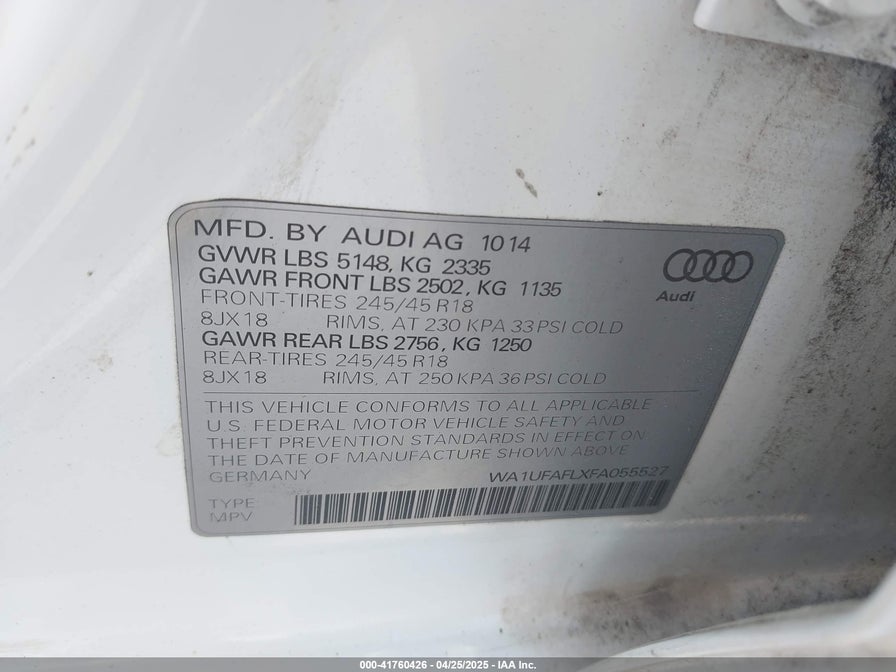 MFD. BY AUDI AG 10 14
GVWR LBS 5148, KG 2335
GAWR FRONT LBS 2502, KG 1135
FRONT-TIRES 245/45 R18
8JX18 RIMS, AT 230 KPA 33 PSI COLD
GAWR REAR LBS 2756, KG 1250
REAR-TIRES 245/45 R18
8JX18 RIMS, AT 250 KPA 36 PSI COLD
Audi
THIS VEHICLE CONFORMS TO ALL APPLICABLE
U.S. FEDERAL MOTOR VEHICLE SAFETY AND
THEFT PREVENTION STANDARDS IN EFFECT ON
THE DATE OF MANUFACTURE SHOWN ABOVE
GERMANY WA1UFAFLXFA055527
TYPE:
MPV
000-41760426 - 04/25/2025 - IAA Inc.